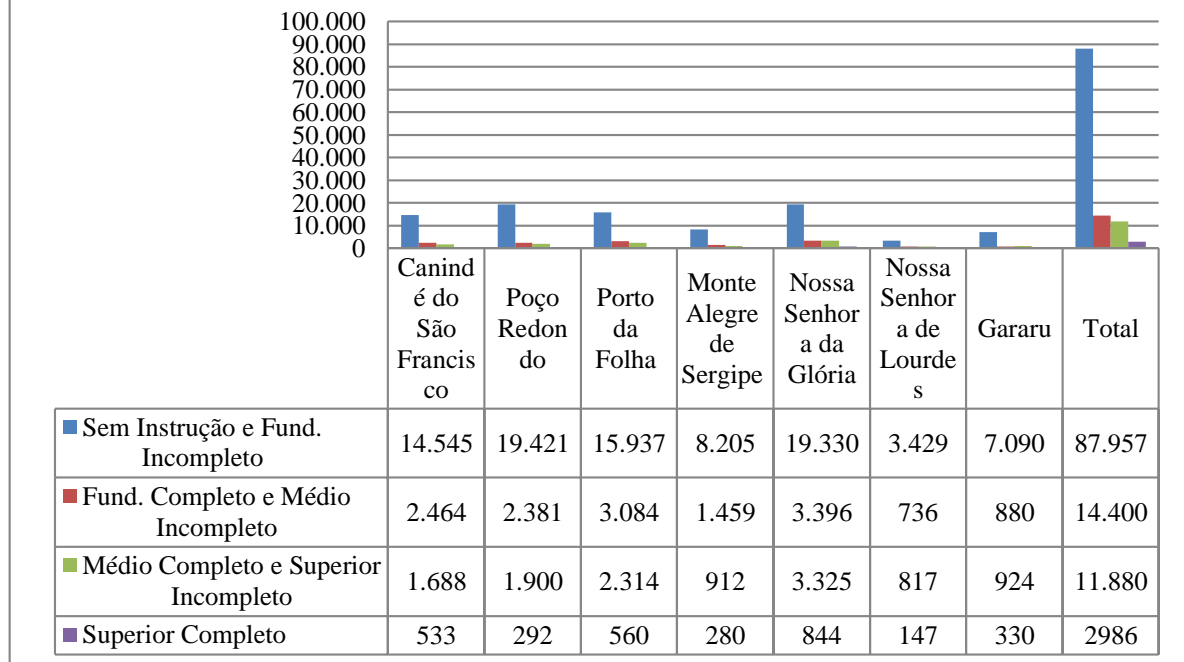 100.000
90.000
80.000
70.000
60.000
50.000
40.000
30.000
20.000
10.000
0
Canind
é do
São
Francis
co
Poço
Redon
do
Porto
da
Folha
Monte
Alegre
de
Sergipe
Nossa
Senhor
a da
Glória
Nossa
Senhor
a de
Lourde
s
Gararu
Total
Sem Instrução e Fund.
Incompleto
14.545 19.421 15.937 8.205 19.330 3.429 7.090 87.957
Fund. Completo e Médio
Incompleto
2.464 2.381 3.084 1.459 3.396 736 880 14.400
Médio Completo e Superior
Incompleto
1.688 1.900 2.314 912 3.325 817 924 11.880
Superior Completo 533 292 560 280 844 147 330 2986